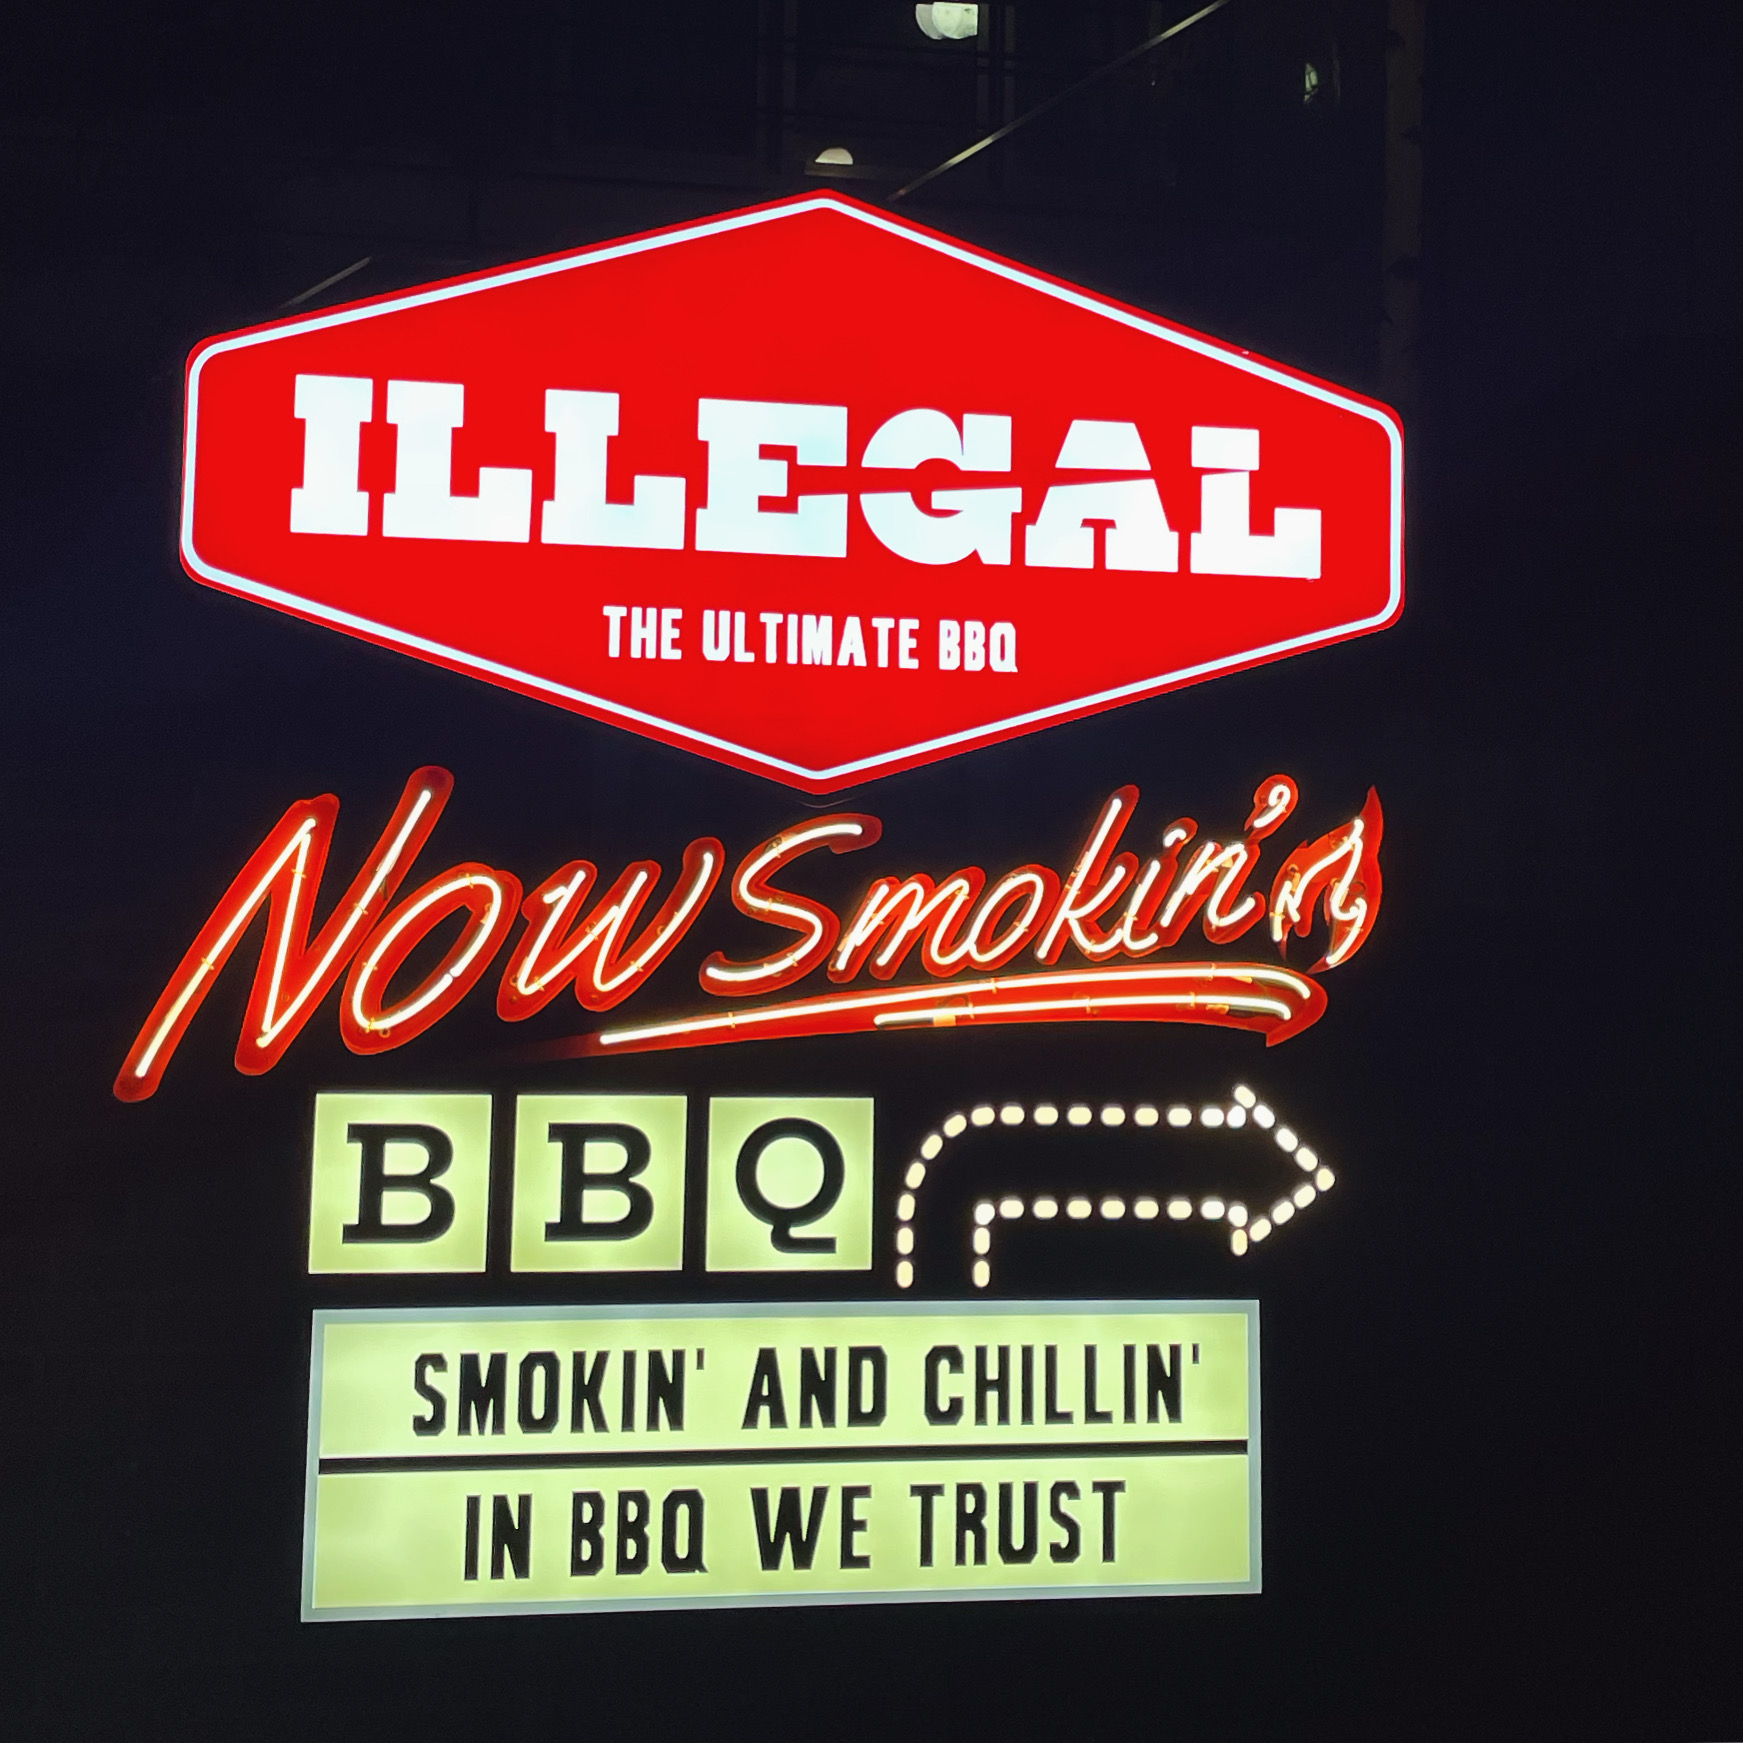 ILLEGAL
THE ULTIMATE BBQ
Now Smokin'
BBQ
SMOKIN' AND CHILLIN'
IN BBQ WE TRUST